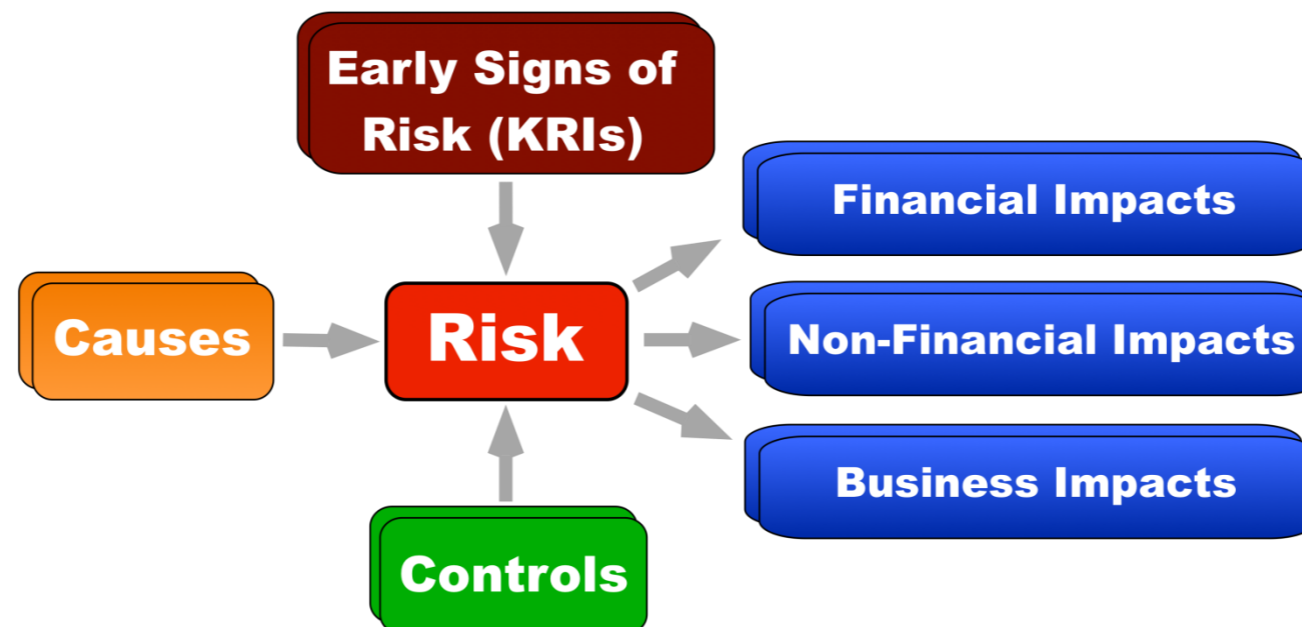 Early Signs of
Risk (KRIs)
Financial Impacts
Causes
Risk
Non-Financial Impacts
Business Impacts
Controls